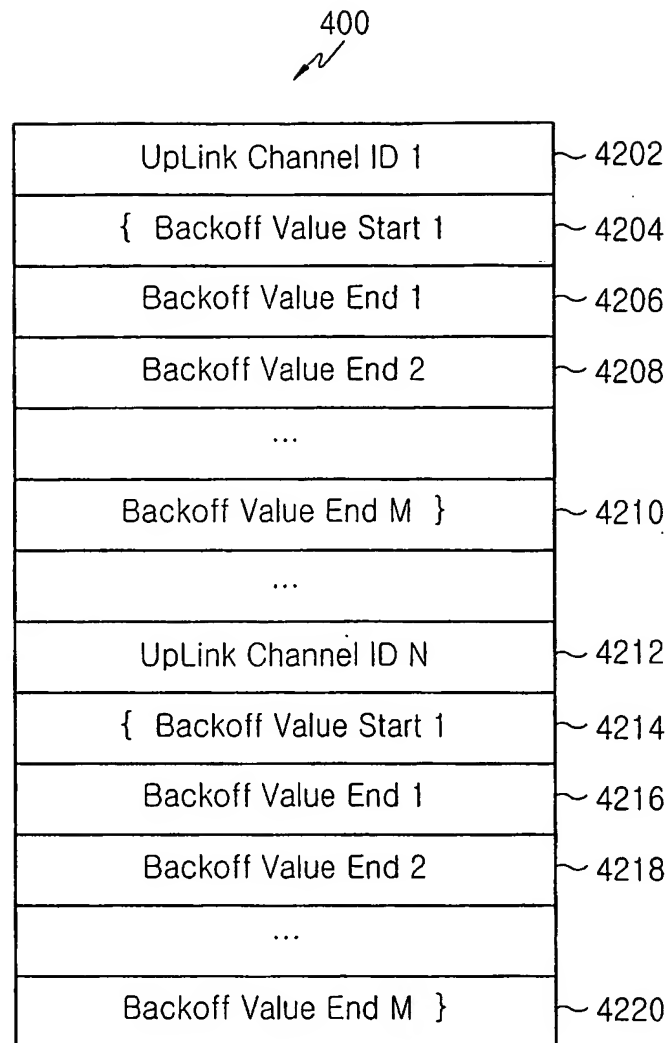 400
UpLink Channel ID 1 4202
{ Backoff Value Start 1 4204
Backoff Value End 1 4206
Backoff Value End 2 4208
...
Backoff Value End M } 4210
...
UpLink Channel ID N 4212
{ Backoff Value Start 1 4214
Backoff Value End 1 4216
Backoff Value End 2 4218
...
Backoff Value End M } 4220